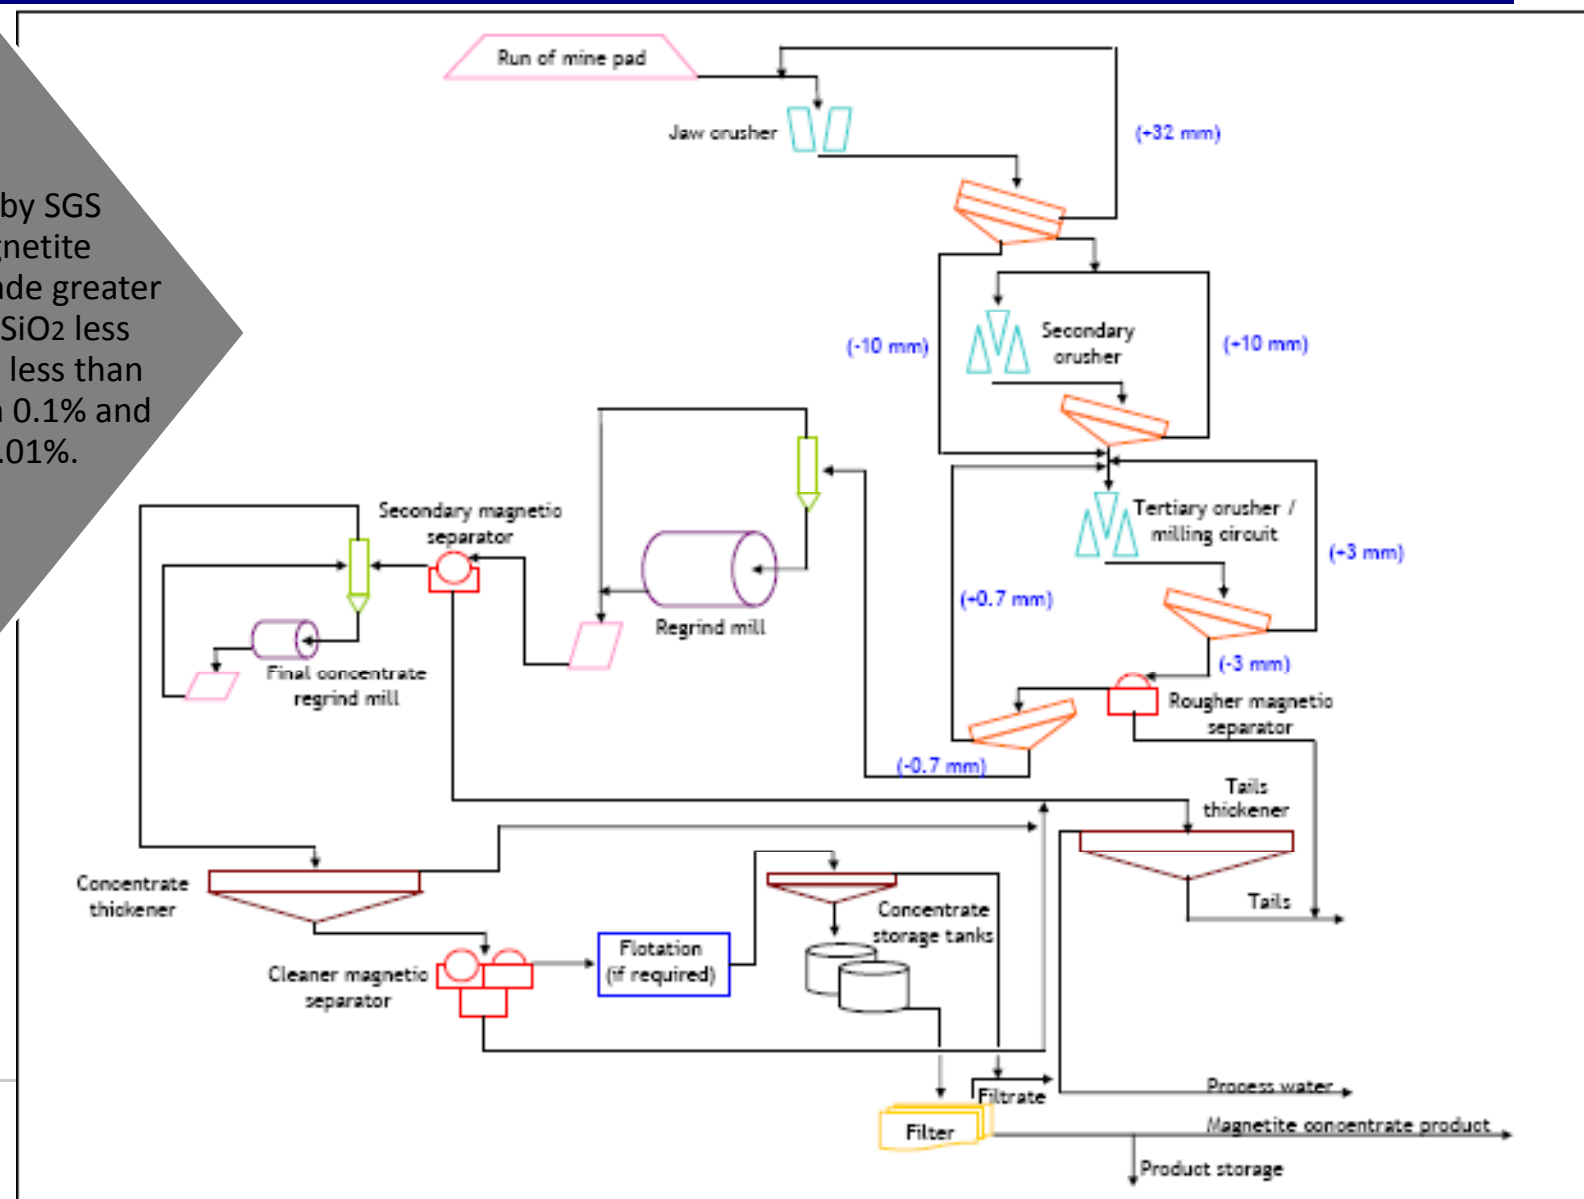 Run of mine pad
Jaw crusher
(+32 mm)
by SGS
gnetite
ade greater
SiO2 less
less than
0.1% and
.01%.
(-10 mm)
Secondary
crusher
(+10 mm)
Secondary magnetic
separator
Tertiary crusher /
milling circuit
(+3 mm)
(+0.7 mm)
Regrind mill
(-3 mm)
Final concentrate
regrind mill
Rougher magnetic
separator
(-0.7 mm)
Tails
thickener
Concentrate
thickener
Tails
Concentrate
storage tanks
Flotation
(if required)
Cleaner magnetic
separator
Filtrate
Process water
Filter
Magnetite concentrate product
Product storage